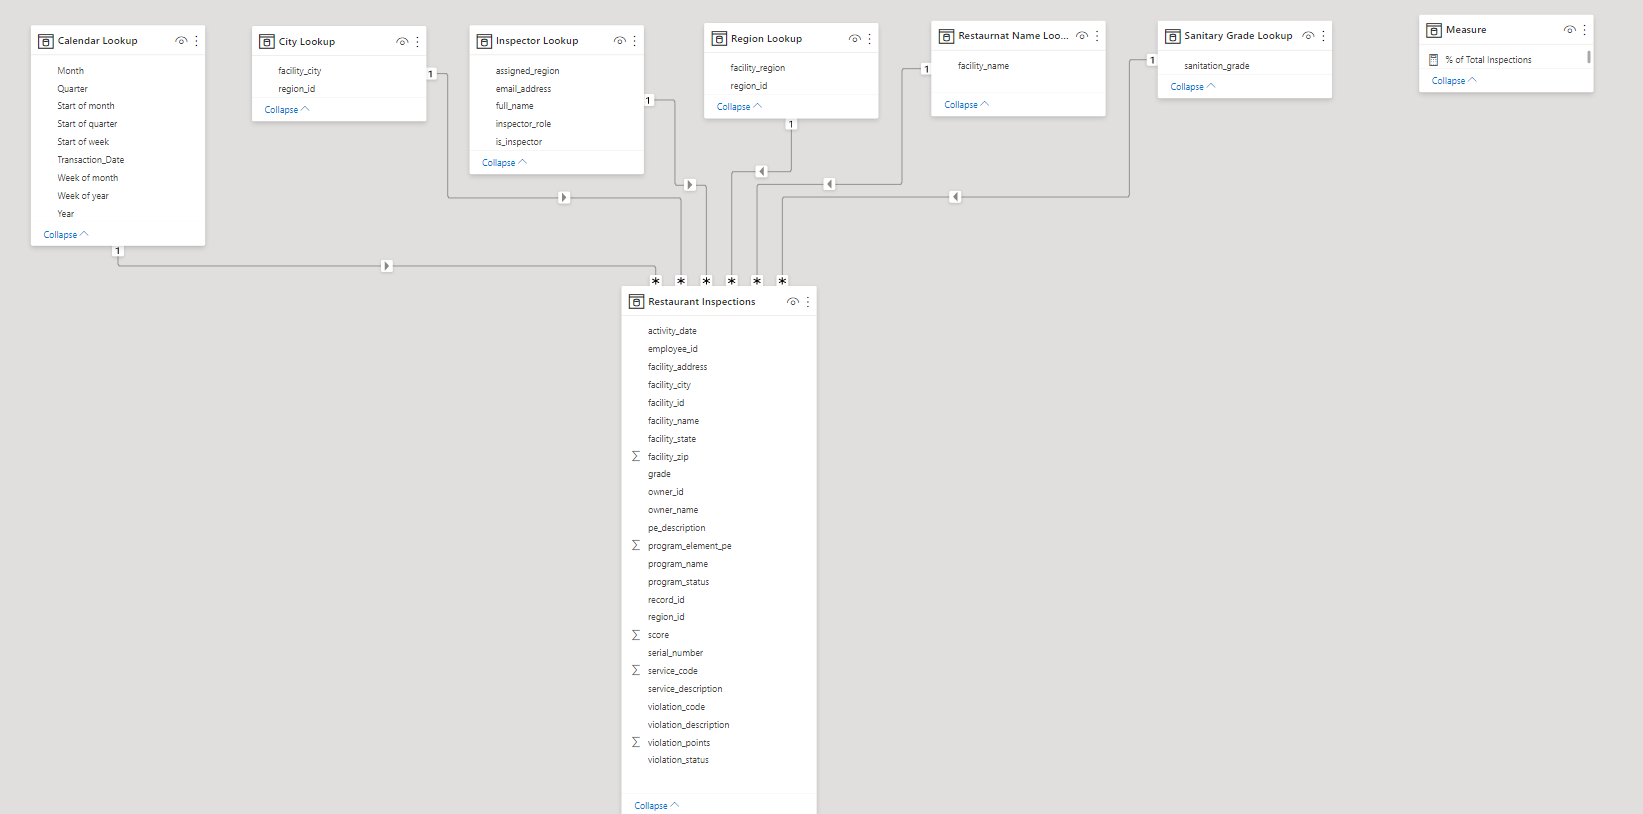 Calendar Lookup
Month
Quarter
Start of month
Start of quarter
Start of week
Transaction_Date
Week of month
Week of year
Year
Collapse
1
City Lookup
facility_city
region_id
Collapse
1
Inspector Lookup
assigned_region
email_address
full_name
inspector_role
is_inspector
Collapse
1
Region Lookup
facility_region
region_id
Collapse
1
Restaurnat Name Loo...
facility_name
Collapse
1
Sanitary Grade Lookup
sanitation_grade
Collapse
1
Measure
% of Total Inspections
Collapse
* * * * * *
Restaurant Inspections
activity_date
employee_id
facility_address
facility_city
facility_id
facility_name
facility_state
∑ facility_zip
grade
owner_id
owner_name
pe_description
∑ program_element_pe
program_name
program_status
record_id
region_id
∑ score
serial_number
∑ service_code
service_description
violation_code
violation_description
∑ violation_points
violation_status
Collapse